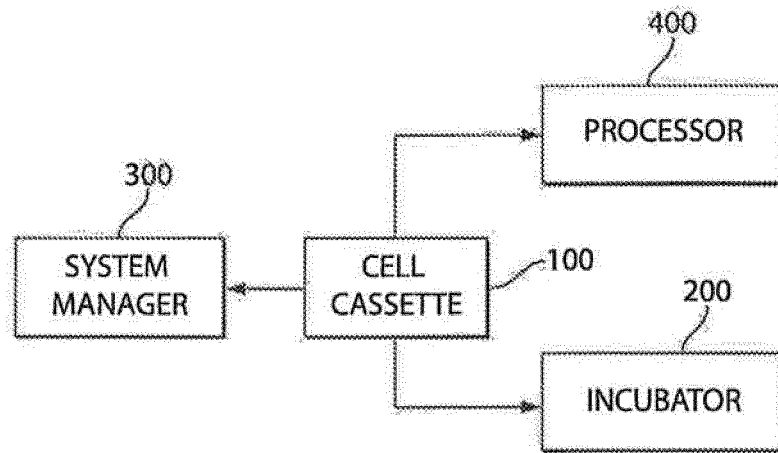 400
PROCESSOR
300
SYSTEM
MANAGER
CELL
CASSETTE
100
200
INCUBATOR